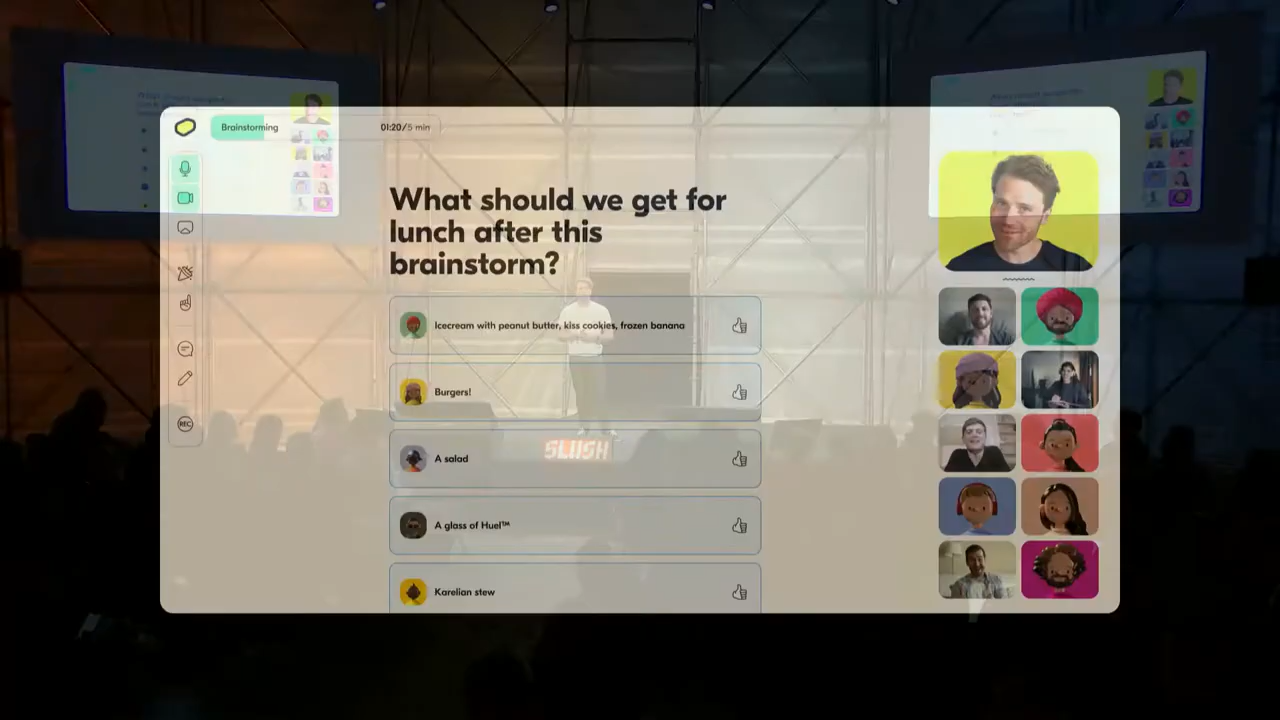 Brainstorming
01:20/5 min
What should we get for
lunch after this
brainstorm?
Icecream with peanut butter, kiss cookies, frozen banana
Burgers!
A salad
A glass of Huel™
Karelian stew
REC
SLUSH